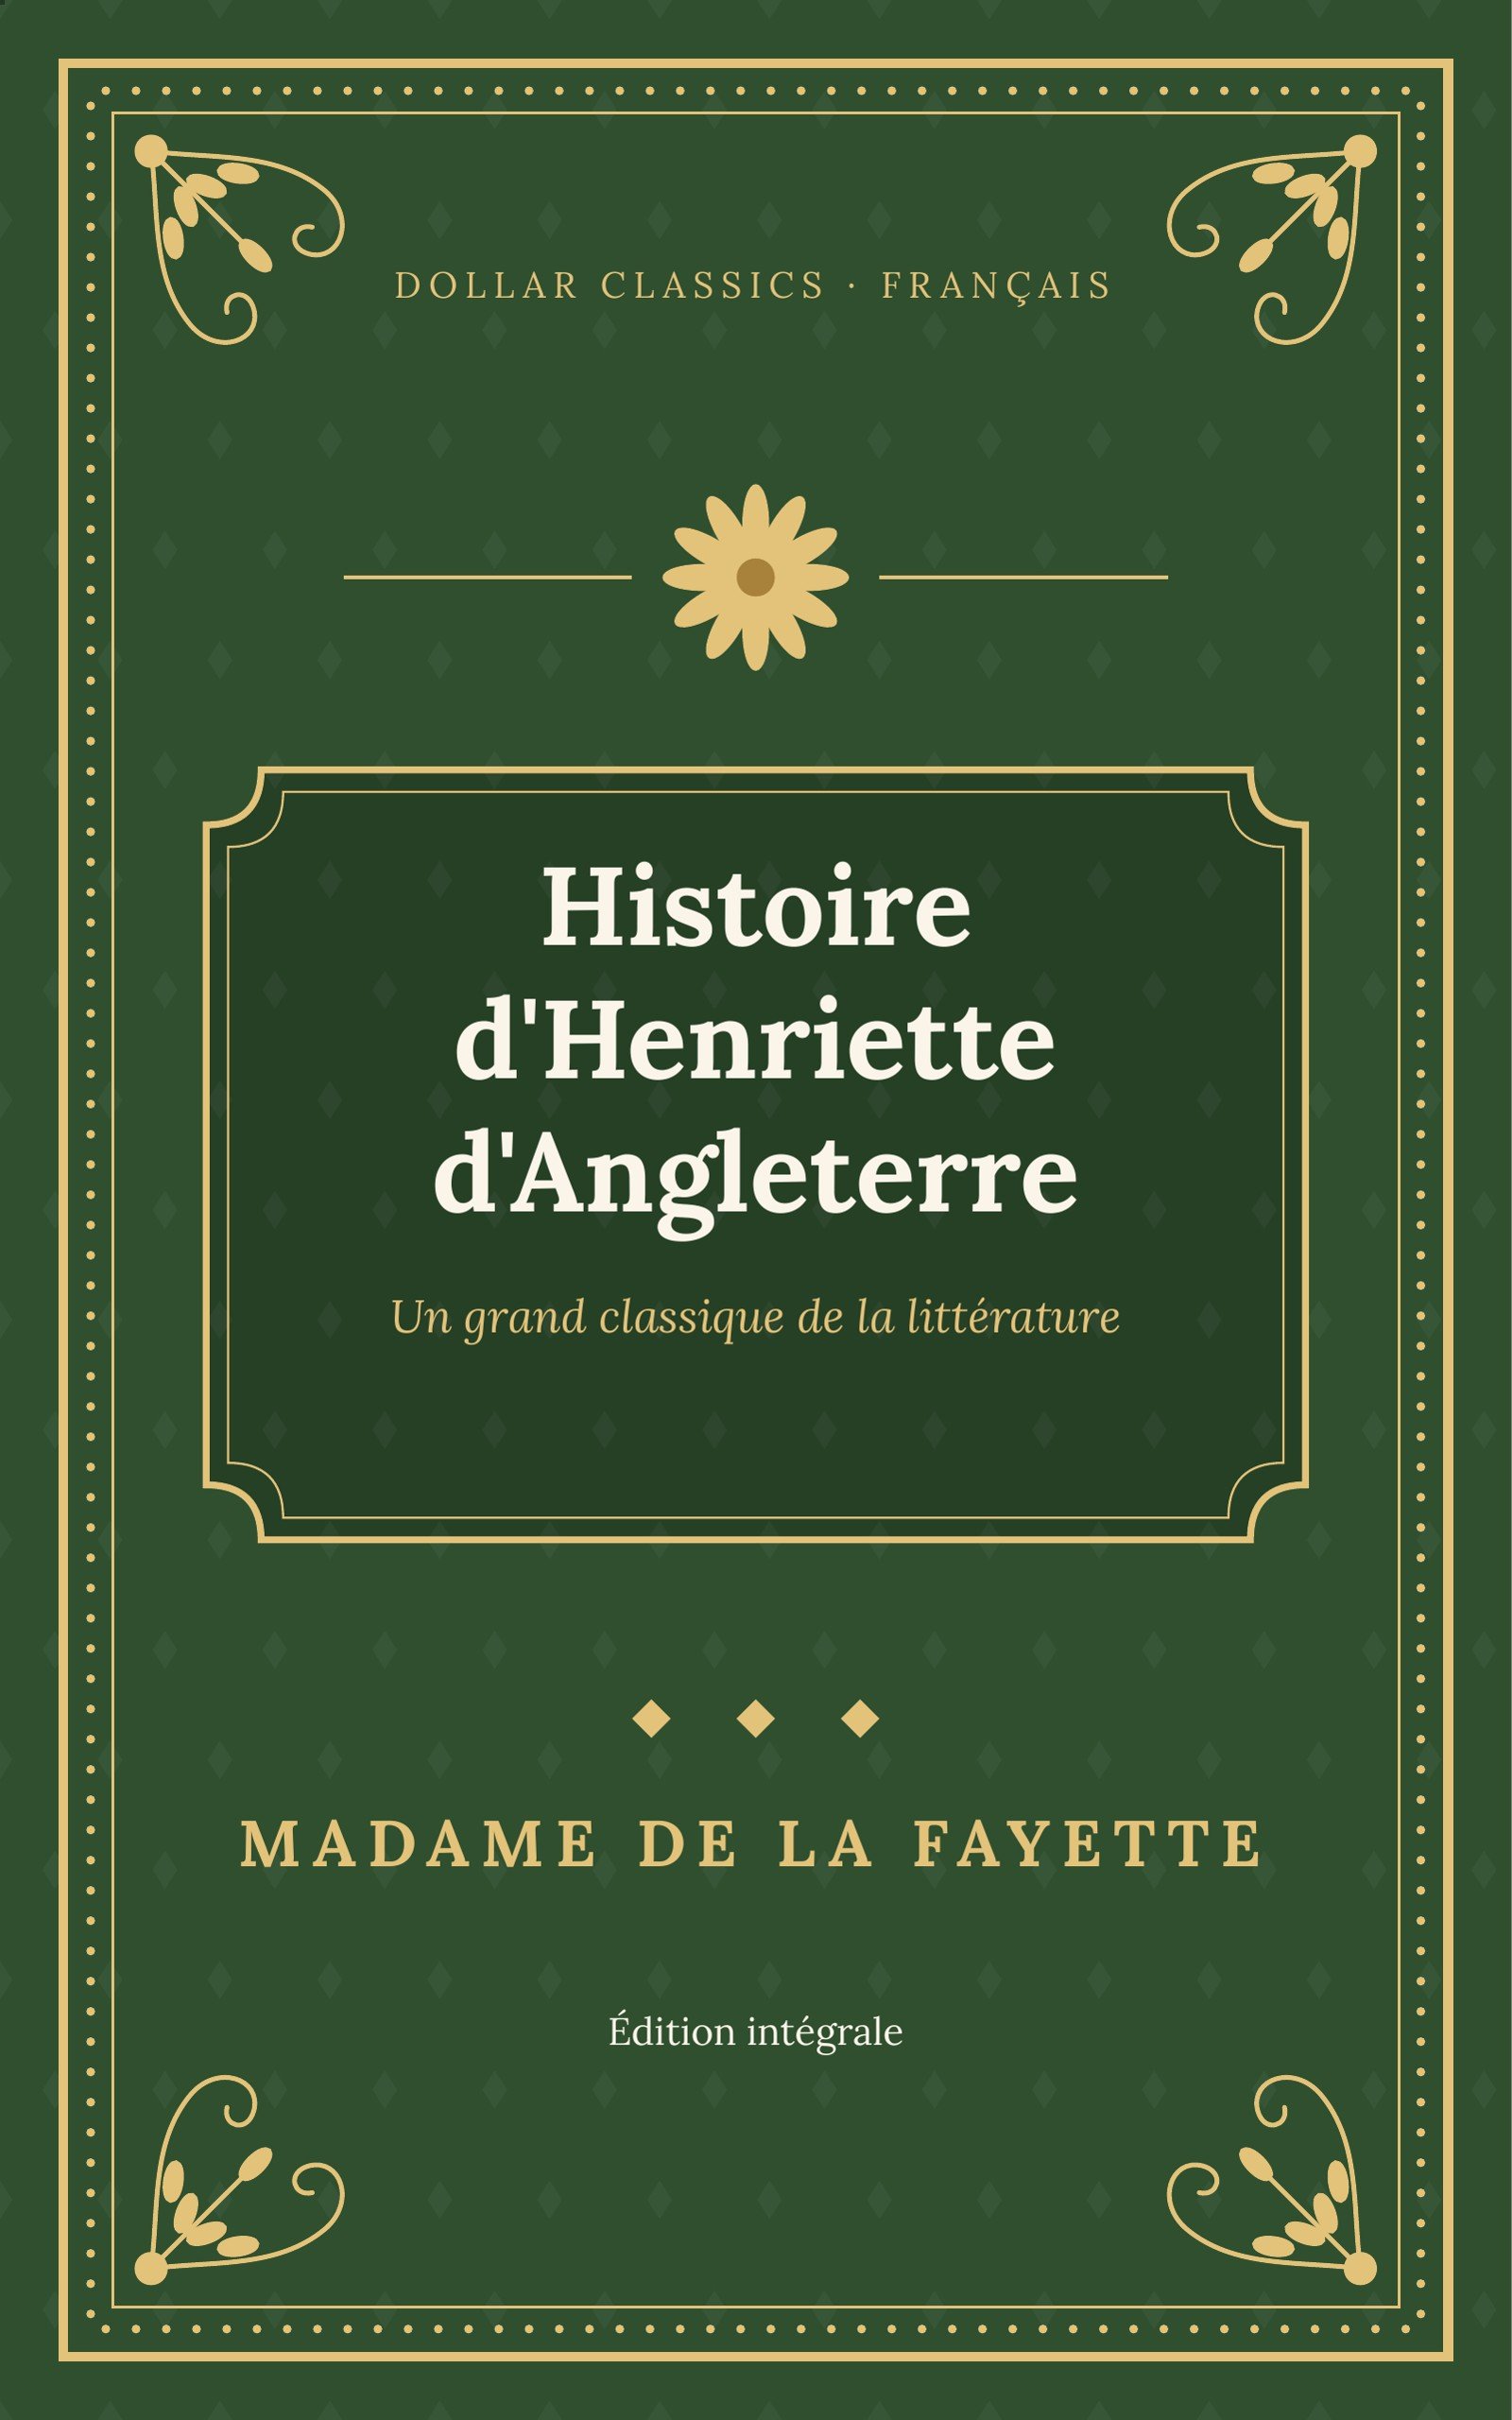 DOLLAR CLASSICS · FRANÇAIS
Histoire
d'Henriette
d'Angleterre
Un grand classique de la littérature
MADAME DE LA FAYETTE
Édition intégrale